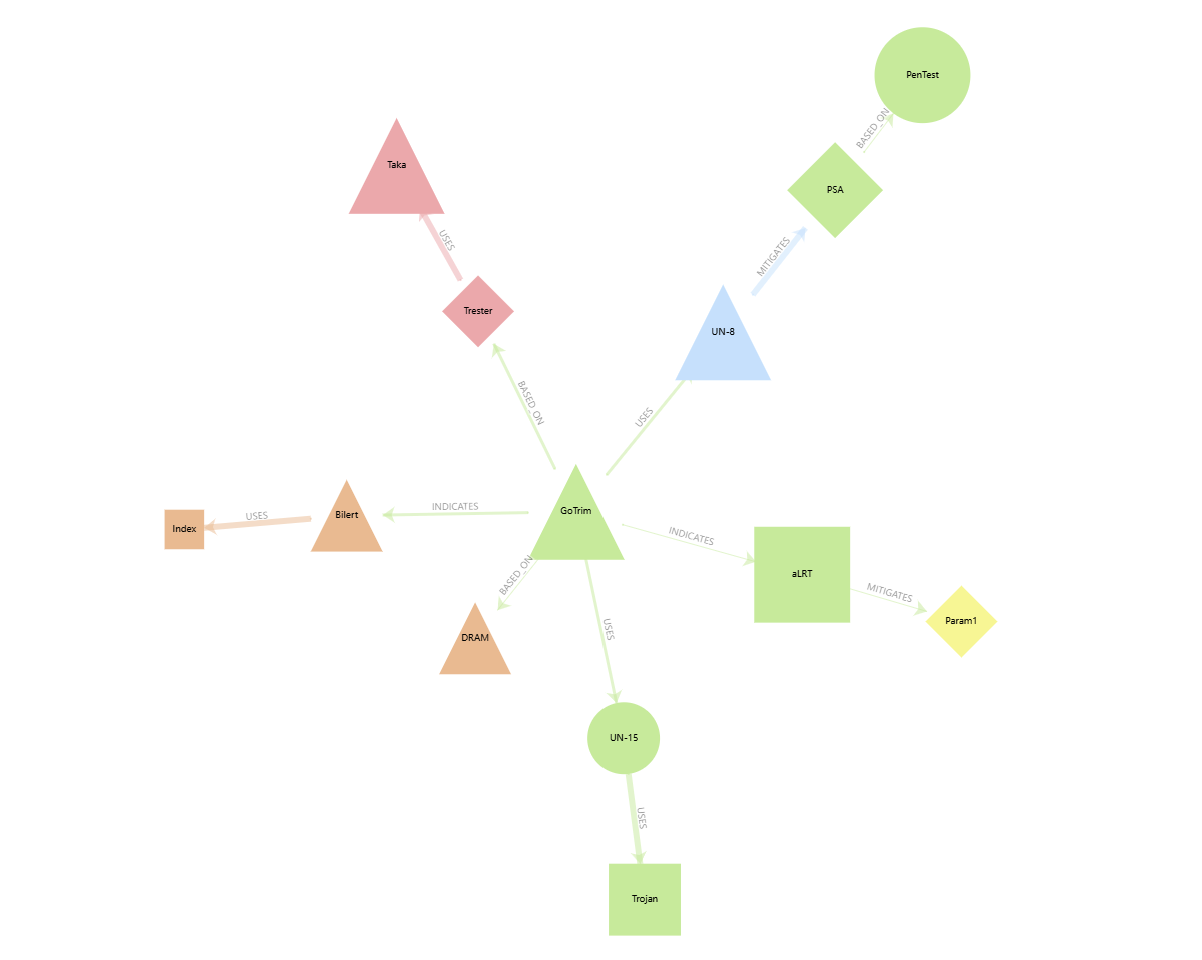 PenTest
BASED_ON
Taka
PSA
USES
MITIGATES
Trester
UN-8
BASED_ON
USES
INDICATES
GoTrim
Bilert
USES
Index
INDICATES
BASED_ON
aLRT
MITIGATES
Param1
DRAM
USES
UN-15
USES
Trojan